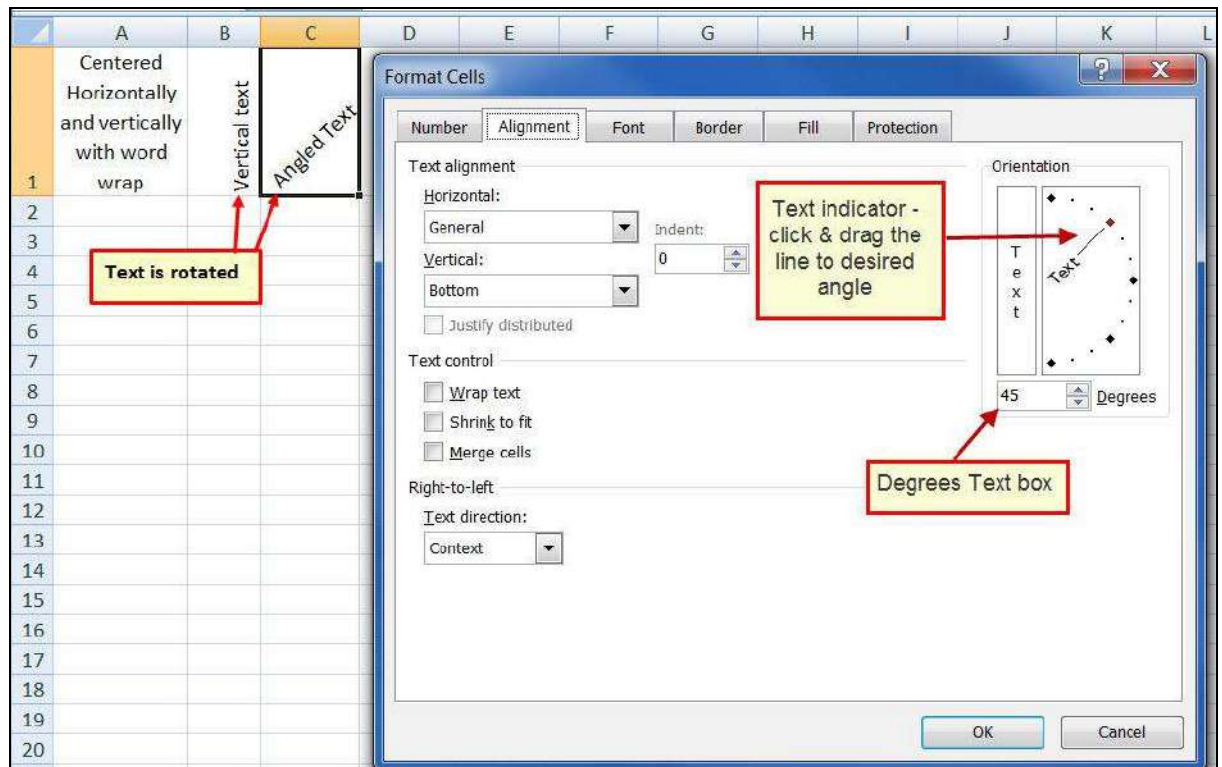 A B C D E F G H I J K L
Centered
Horizontally
and vertically
with word
wrap
Vertical text
Angled Text
1
2
3
4
5
6
7
8
9
10
11
12
13
14
15
16
17
18
19
20
Text is rotated
Format Cells
?
X
Number Alignment Font Border Fill Protection
Text alignment
Horizontal:
General
Indent:
0
Vertical:
Bottom
Justify distributed
Text control
Wrap text
Shrink to fit
Merge cells
Right-to-left
Text direction:
Context
Text indicator -
click & drag the
line to desired
angle
Orientation
T
e
x
t
Text
45 Degrees
Degrees Text box
OK Cancel